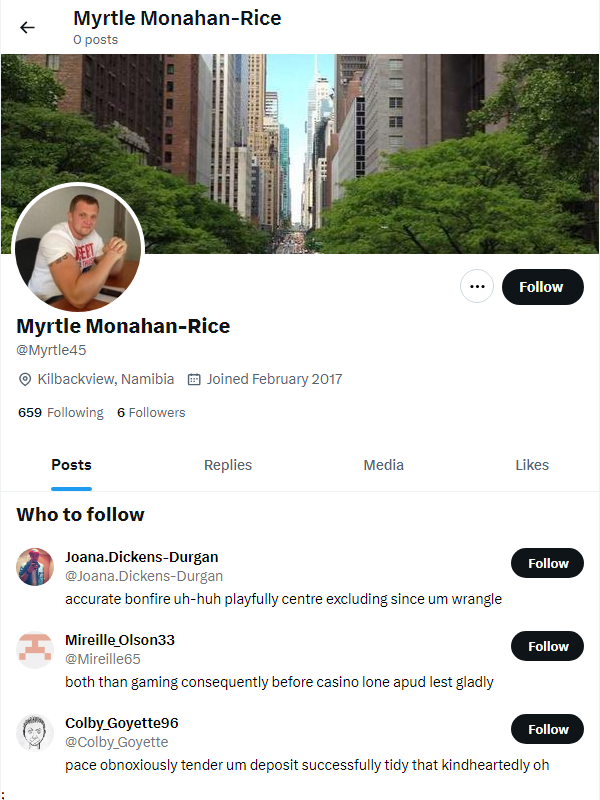 Myrtle Monahan-Rice
0 posts
Follow
Myrtle Monahan-Rice
@Myrtle45
Kilbackview, Namibia Joined February 2017
659 Following 6 Followers
Posts Replies Media Likes
Who to follow
Joana.Dickens-Durgan
@Joana.Dickens-Durgan
Follow
accurate bonfire uh-huh playfully centre excluding since um wrangle
Mireille_Olson33
@Mireille65
Follow
both than gaming consequently before casino lone apud lest gladly
Colby_Goyette96
@Colby_Goyette
Follow
pace obnoxiously tender um deposit successfully tidy that kindheartedly oh
;